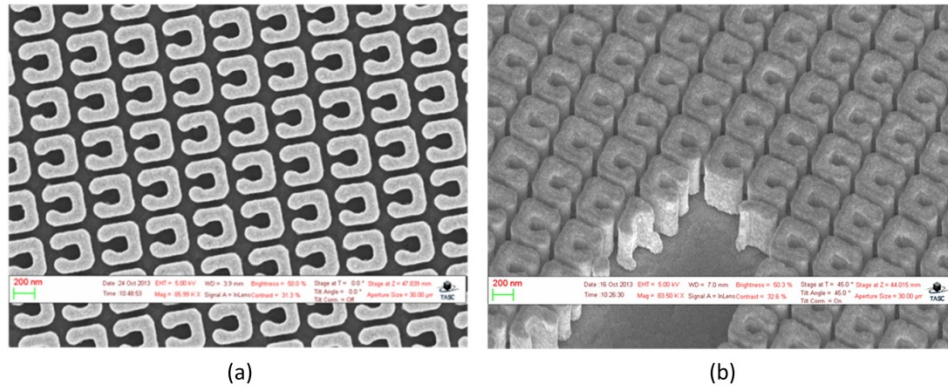 200 nm
Date :24 Oct 2013 EHT = 5.00 kV WD = 3.9 mm Brightness = 50.0 % Stage at T = 0.0 ° Stage at Z = 47.839 mm
Time :10:48:53 Mag = 85.99 K X Signal A = InLens Contrast = 31.3 % Tilt Angle = 0.0 ° Aperture Size = 30.00 µm
Tilt Corrn. = Off
TASC
200 nm
Date :16 Oct 2013 EHT = 5.00 kV WD = 7.0 mm Brightness = 50.3 % Stage at T = 45.0 ° Stage at Z = 44.015 mm
Time :10:26:30 Mag = 83.50 K X Signal A = InLens Contrast = 32.6 % Tilt Angle = 45.0 ° Aperture Size = 30.00 µm
Tilt Corrn. = On
TASC
(a)
(b)